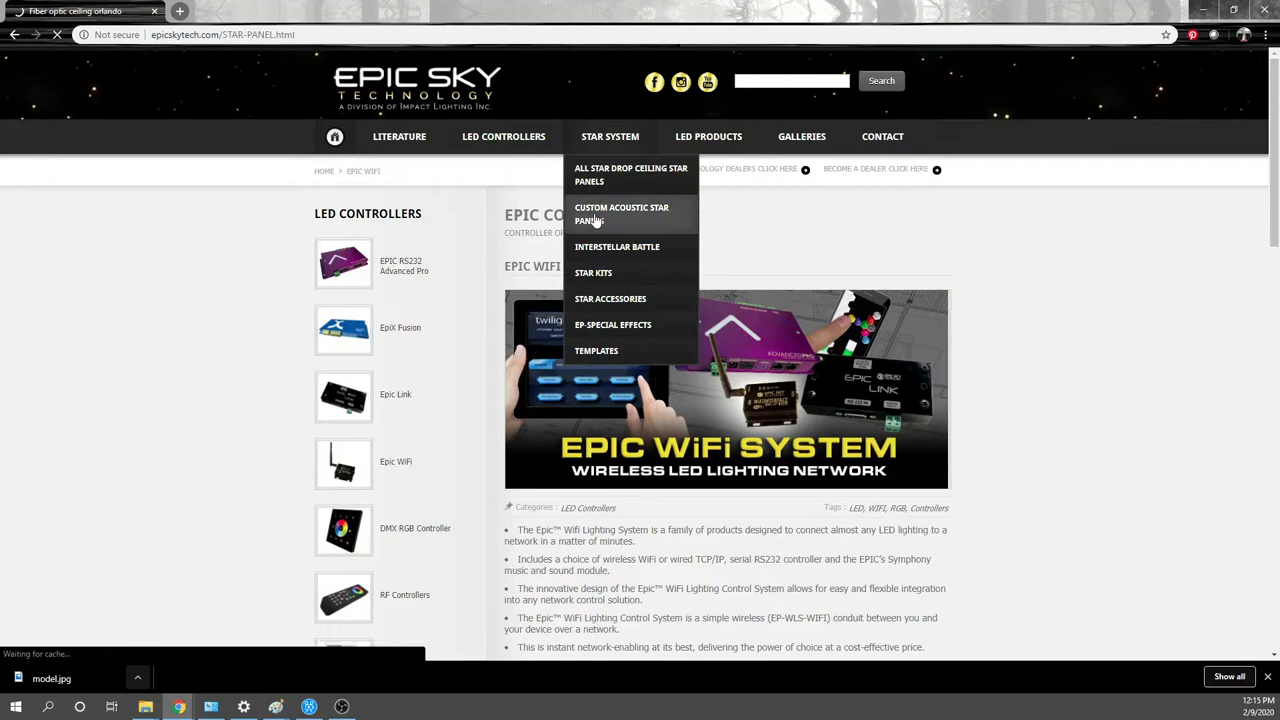 Fiber optic ceiling orlando
Not secure epicskytech.com/STAR-PANEL.html
EPIC SKY
TECHNOLOGY
A DIVISION OF IMPACT LIGHTING INC.
Search
LITERATURE LED CONTROLLERS STAR SYSTEM LED PRODUCTS GALLERIES CONTACT
HOME EPIC WIFI
CLICK HERE BECOME A DEALER CLICK HERE
ALL STAR DROP CEILING STAR
PANELS
CUSTOM ACOUSTIC STAR
PANELS
INTERSTELLAR BATTLE
STAR KITS
STAR ACCESSORIES
EP-SPECIAL EFFECTS
TEMPLATES
LED CONTROLLERS
EPIC RS232
Advanced Pro
EpiX Fusion
Epic Link
Epic WiFi
DMX RGB Controller
RF Controllers
EPIC CO
CONTROLLER OP
EPIC WIFI
twilig
ADVANCEDPRO
EPIC LINK
EPIC WiFi SYSTEM
WIRELESS LED LIGHTING NETWORK
Categories : LED Controllers Tags : LED, WIFI, RGB, Controllers
• The Epic™ Wifi Lighting System is a family of products designed to connect almost any LED lighting to a
network in a matter of minutes.
• Includes a choice of wireless WiFi or wired TCP/IP, serial RS232 controller and the EPIC's Symphony
music and sound module.
• The innovative design of the Epic™ WiFi Lighting Control System allows for easy and flexible integration
into any network control solution.
• The Epic™ WiFi Lighting Control System is a simple wireless (EP-WLS-WIFI) conduit between you and
your device over a network.
• This is instant network-enabling at its best, delivering the power of choice at a cost-effective price.
Waiting for cache...
model.jpg
Show all
12:15 PM
2/9/2020